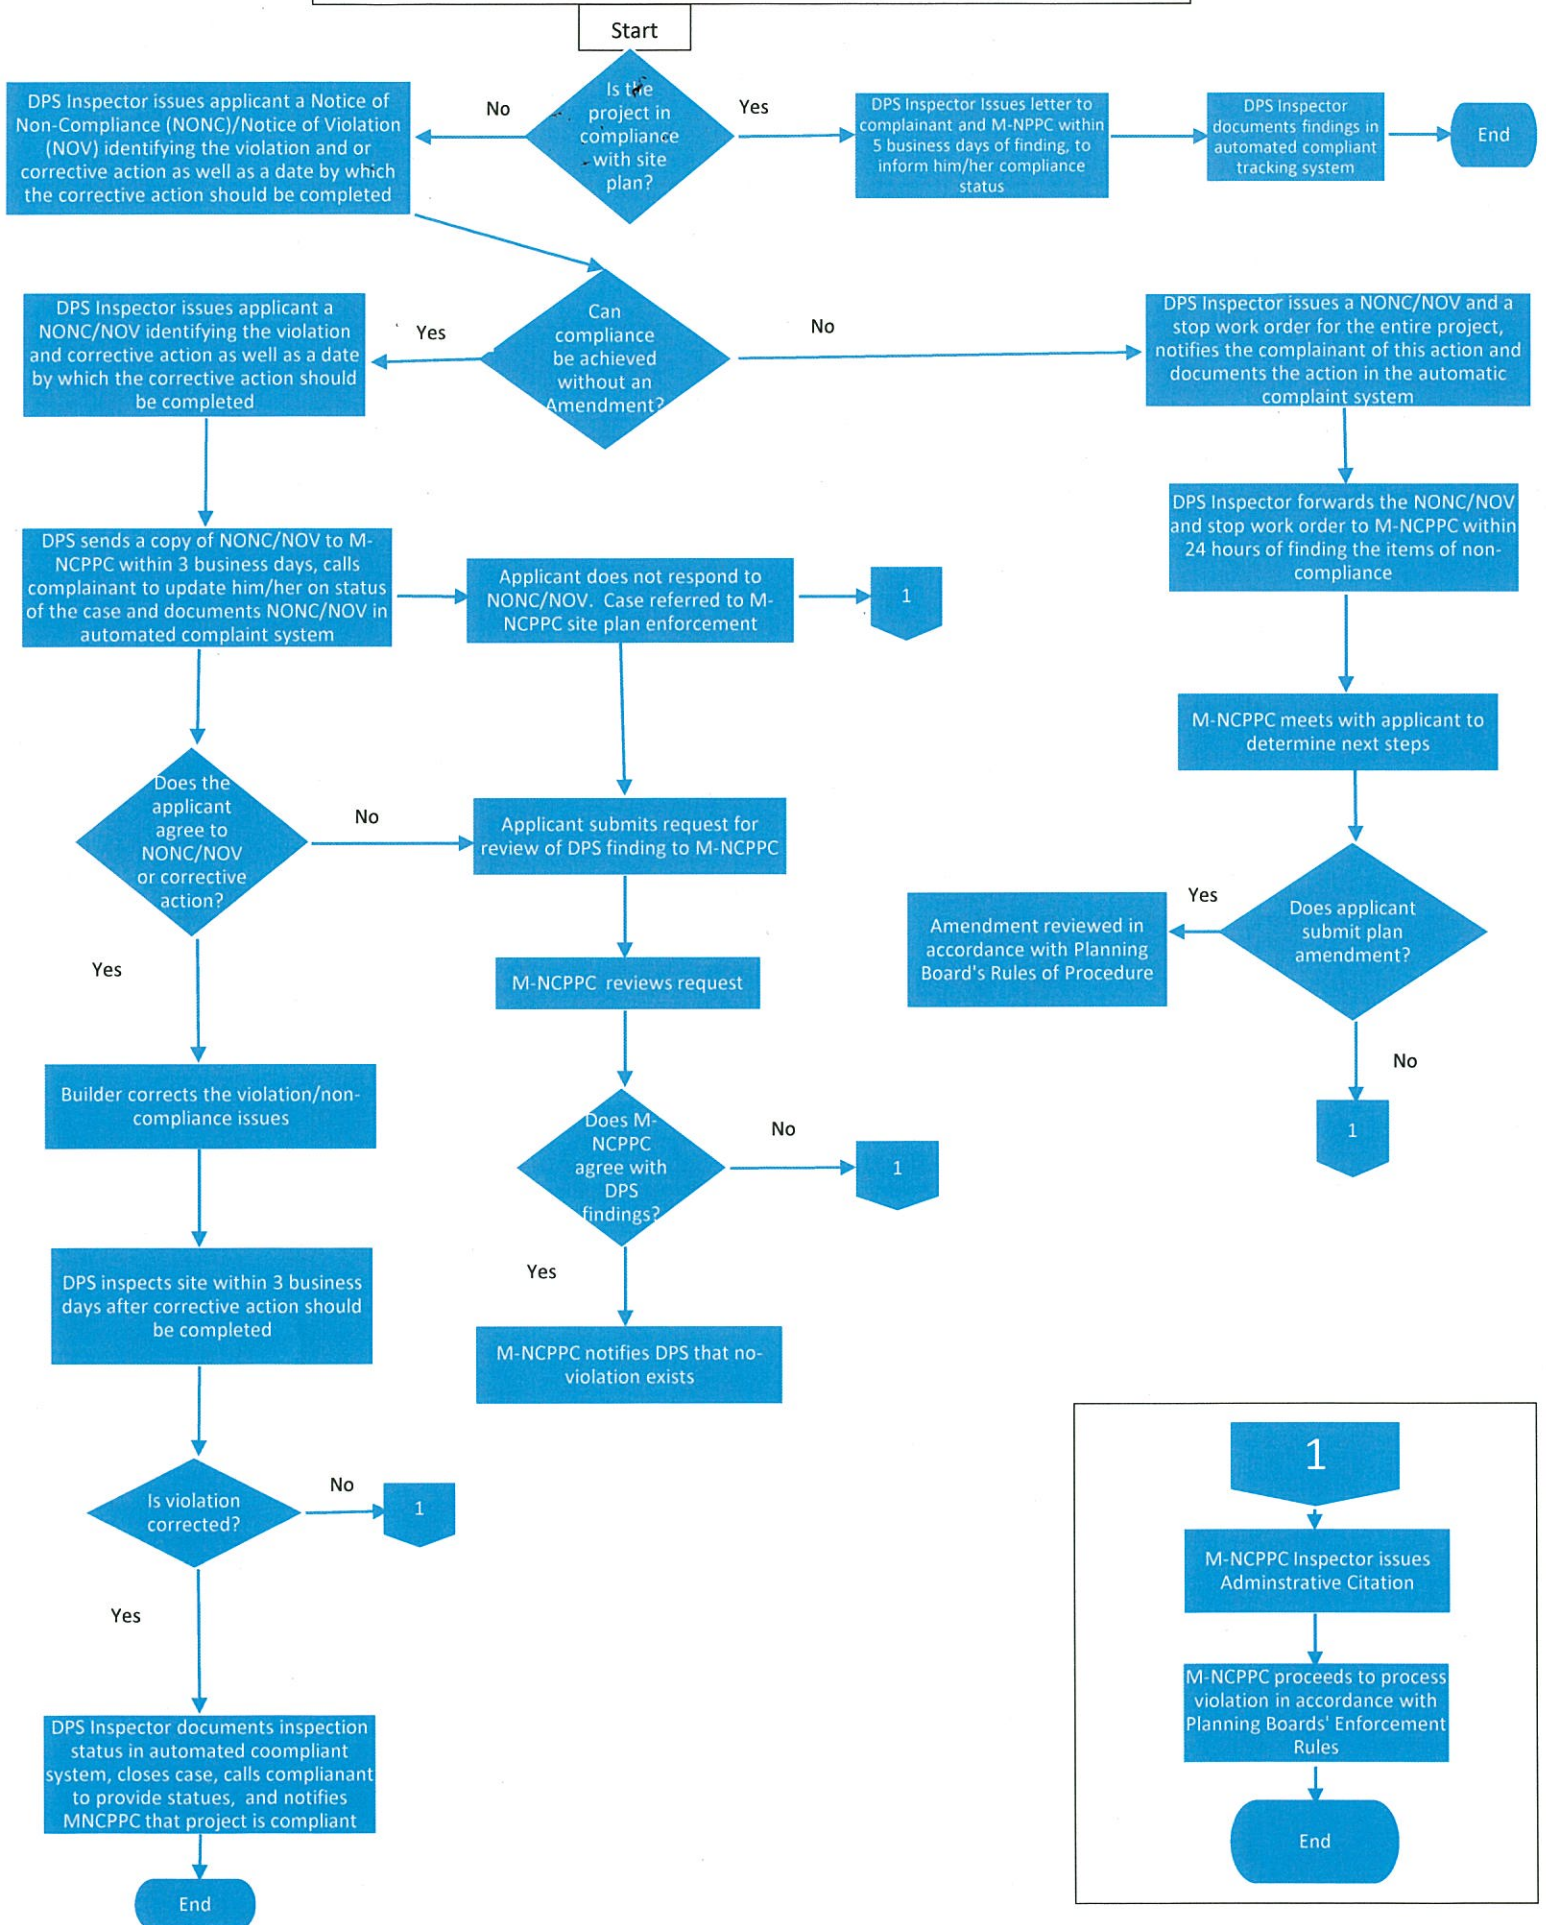 Start
Is the
project in
compliance
with site
plan?
No
Yes
DPS Inspector issues applicant a Notice of
Non-Compliance (NONC)/Notice of Violation
(NOV) identifying the violation and or
corrective action as well as a date by which
the corrective action should be completed
DPS Inspector Issues letter to
complainant and M-NPPC within
5 business days of finding, to
inform him/her compliance
status
DPS Inspector
documents findings in
automated compliant
tracking system
End
Can
compliance
be achieved
without an
Amendment?
Yes
No
DPS Inspector issues applicant a
NONC/NOV identifying the violation
and corrective action as well as a date
by which the corrective action should
be completed
DPS Inspector issues a NONC/NOV and a
stop work order for the entire project,
notifies the complainant of this action and
documents the action in the automatic
complaint system
DPS sends a copy of NONC/NOV to M-
NCPPC within 3 business days, calls
complainant to update him/her on status
of the case and documents NONC/NOV in
automated complaint system
Applicant does not respond to
NONC/NOV.  Case referred to M-
NCPPC site plan enforcement
1
DPS Inspector forwards the NONC/NOV
and stop work order to M-NCPPC within
24 hours of finding the items of non-
compliance
M-NCPPC meets with applicant to
determine next steps
Does the
applicant
agree to
NONC/NOV
or corrective
action?
No
Yes
Applicant submits request for
review of DPS finding to M-NCPPC
Does applicant
submit plan
amendment?
Yes
No
Amendment reviewed in
accordance with Planning
Board's Rules of Procedure
1
M-NCPPC  reviews request
Builder corrects the violation/non-
compliance issues
Does M-
NCPPC
agree with
DPS
findings?
No
1
Yes
M-NCPPC notifies DPS that no-
violation exists
DPS inspects site within 3 business
days after corrective action should
be completed
Is violation
corrected?
No
1
Yes
DPS Inspector documents inspection
status in automated coompliant
system, closes case, calls complianant
to provide statues,  and notifies
MNCPPC that project is compliant
End
1
M-NCPPC Inspector issues
Adminstrative Citation
M-NCPPC proceeds to process
violation in accordance with
Planning Boards' Enforcement
Rules
End